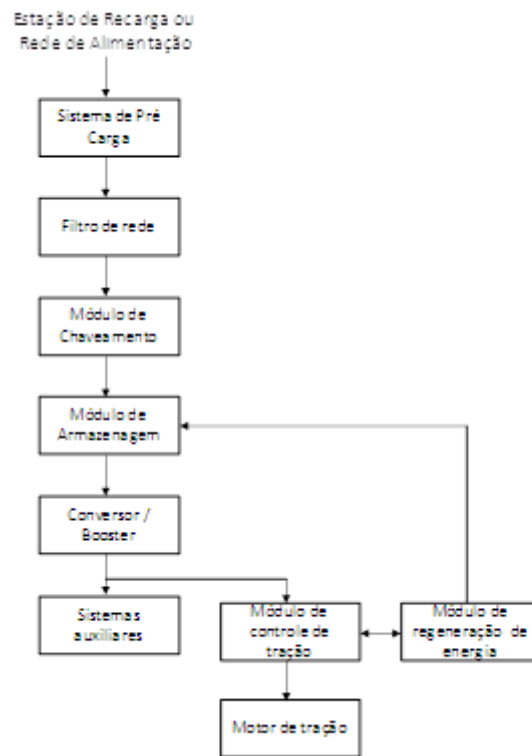 Estação de Recarga ou
Rede de Alimentação
Sistema de Pré
Carga
Filtro de rede
Módulo de
Chaveamento
Módulo de
Armazenagem
Conversor /
Booster
Sistemas
auxiliares
Módulo de
controle de
tração
Módulo de
regeneração de
energia
Motor de tração